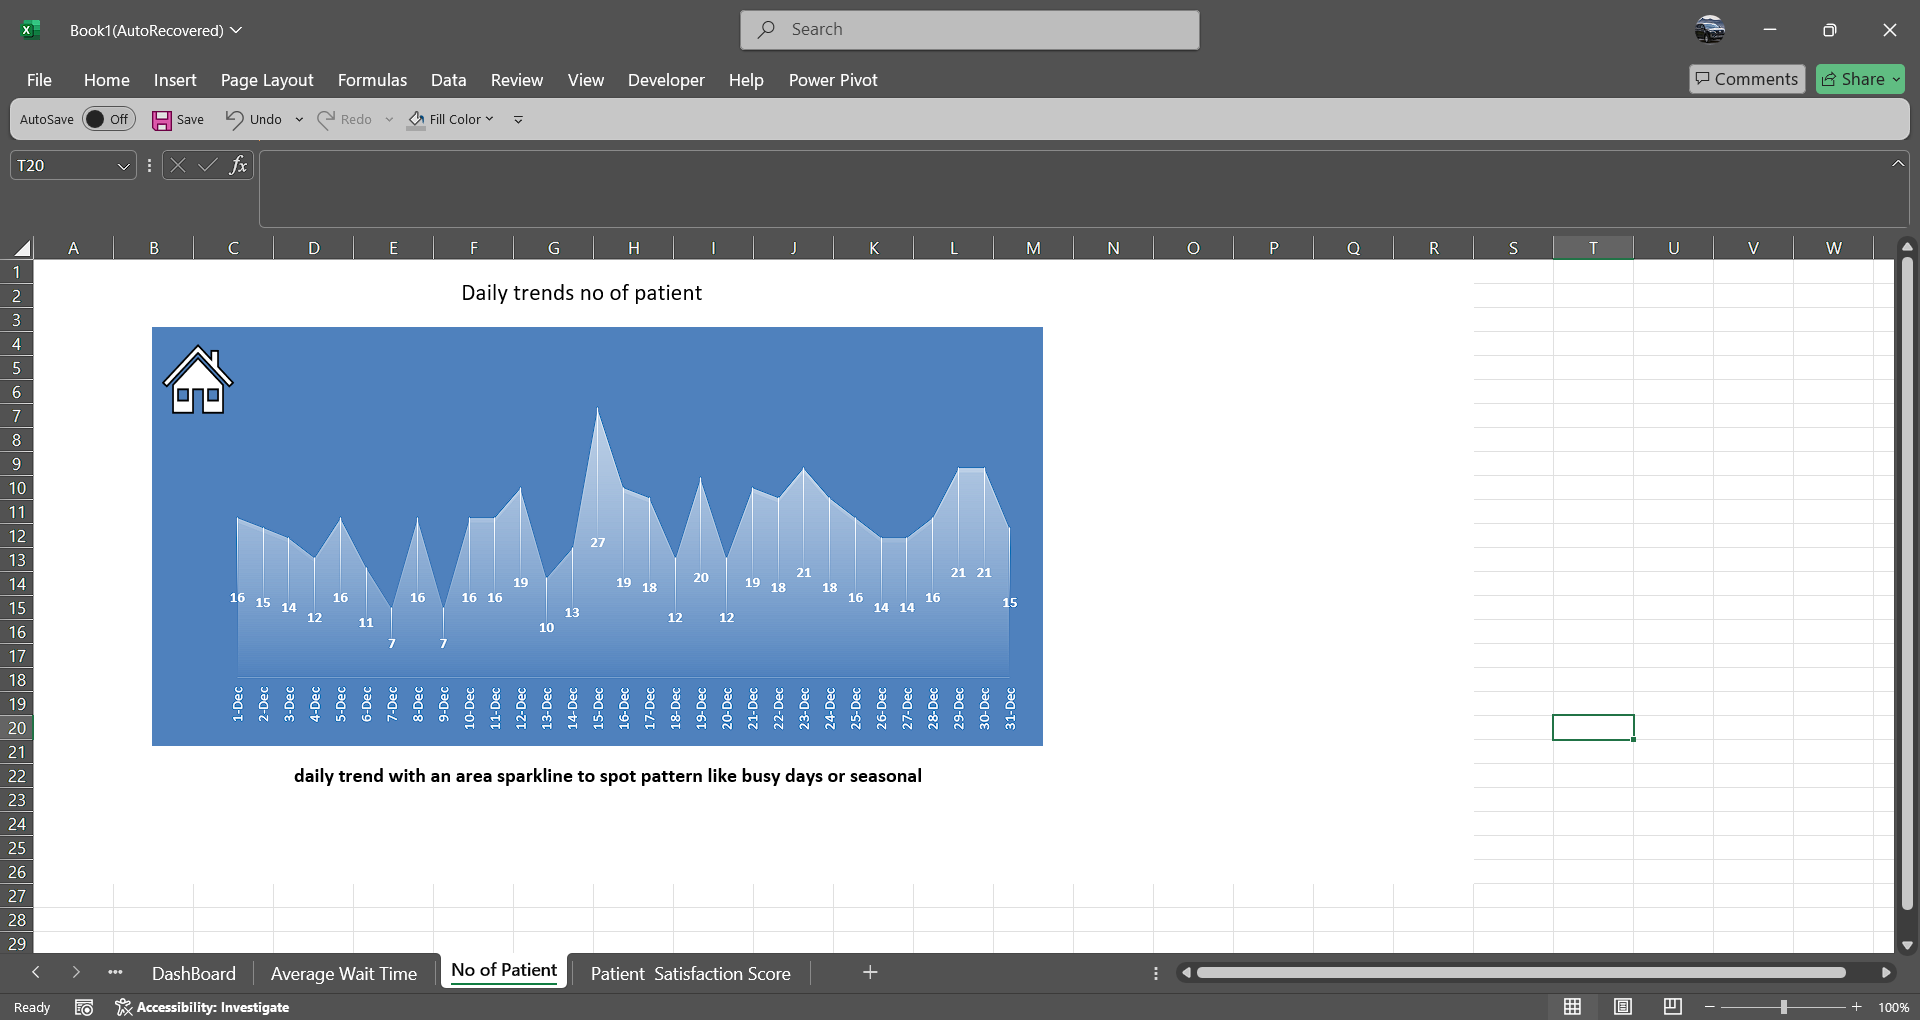 Book1(AutoRecovered)
Search
File Home Insert Page Layout Formulas Data Review View Developer Help Power Pivot
Comments Share
AutoSave Off Save Undo Redo Fill Color
T20 fx
A B C D E F G H I J K L M N O P Q R S T U V W
1
2
3
4
5
6
7
8
9
10
11
12
13
14
15
16
17
18
19
20
21
22
23
24
25
26
27
28
29
Daily trends no of patient
16 15 14 12 16 11 7 16 7 16 16 19 10 13 27 19 18 12 20 12 19 18 21 18 16 14 14 16 21 21 15
1-Dec 2-Dec 3-Dec 4-Dec 5-Dec 6-Dec 7-Dec 8-Dec 9-Dec 10-Dec 11-Dec 12-Dec 13-Dec 14-Dec 15-Dec 16-Dec 17-Dec 18-Dec 19-Dec 20-Dec 21-Dec 22-Dec 23-Dec 24-Dec 25-Dec 26-Dec 27-Dec 28-Dec 29-Dec 30-Dec 31-Dec
daily trend with an area sparkline to spot pattern like busy days or seasonal
DashBoard Average Wait Time No of Patient Patient Satisfaction Score
Ready Accessibility: Investigate 100%